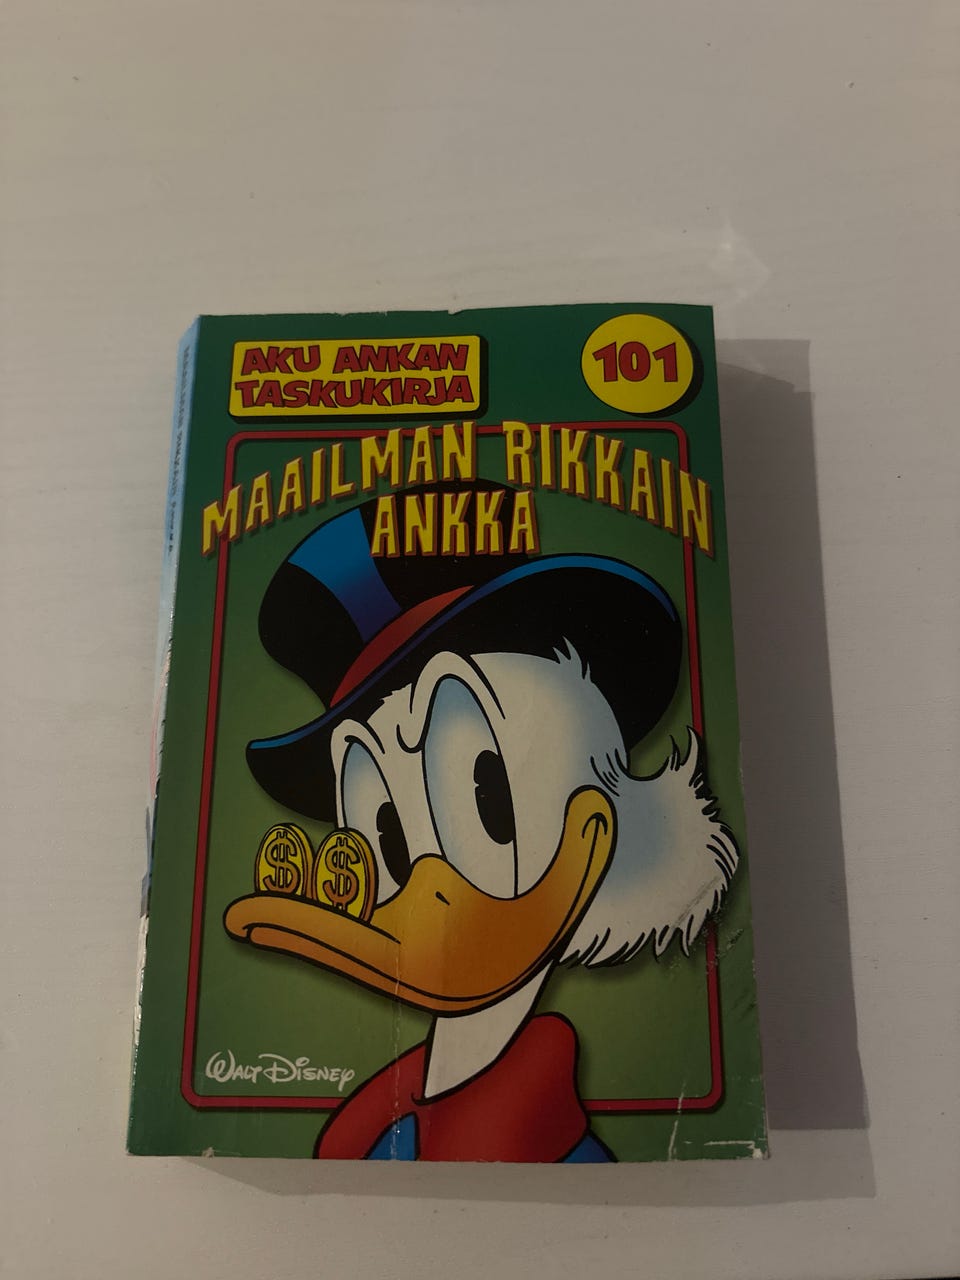 AKU ANKAN
TASKUKIRJA
101
MAAILMAN RIKKAIN
ANKKA
$ $
WALT DISNEY